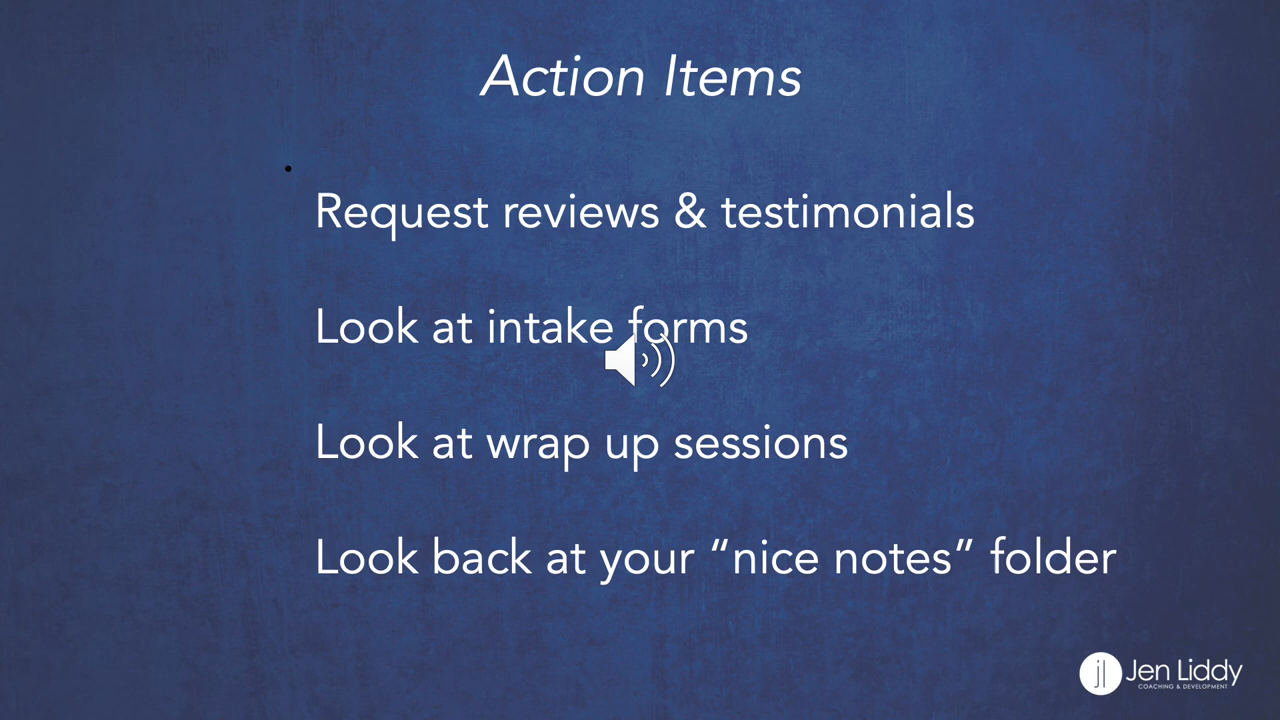 Action Items
•
Request reviews & testimonials
Look at intake forms
Look at wrap up sessions
Look back at your “nice notes” folder
jl Jen Liddy
COACHING & DEVELOPMENT